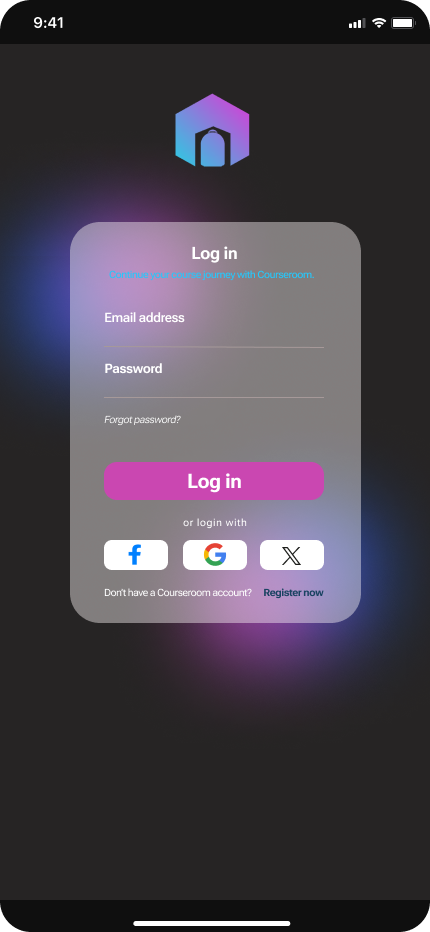 9:41
Log in
Continue your course journey with Courseroom.
Email address
Password
Forgot password?
Log in
or login with
Don't have a Courseroom account? Register now